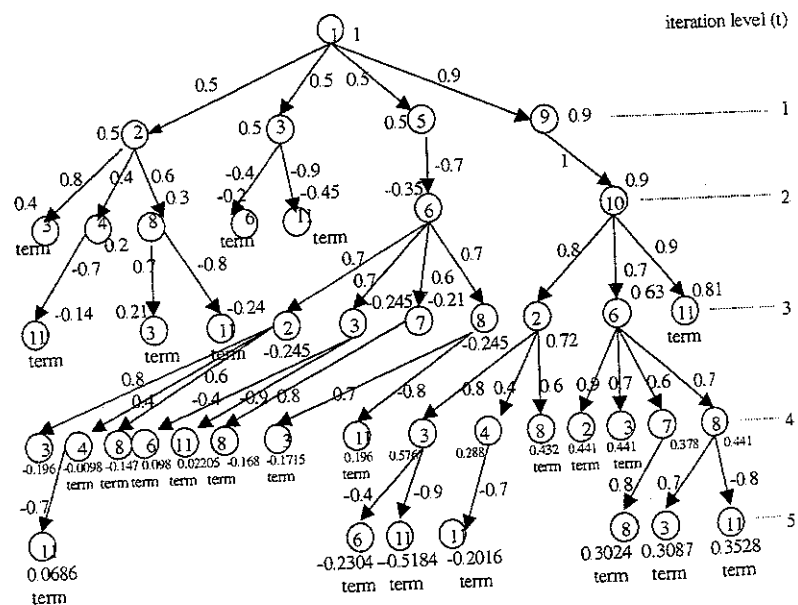 iteration level (t)
1 1
0.5 0.5 0.5 0.9
0.5 2 0.5 3 0.5 5 9 0.9 1
0.8 0.4 0.6 -0.4 -0.9 -0.7 1
0.4 0.3 -0.2 -0.45 -0.35 0.9
3 4 8 6 11 6 10 2
term 0.2 term term
-0.7 0.7 -0.8 0.7 0.7 0.6 0.7 0.8 0.7 0.9
-0.14 0.21 -0.24 -0.245 -0.21 0.63 0.81
11 3 11 2 3 7 8 2 6 11 3
term term term -0.245 -0.245 0.72 term
0.8 0.4 0.6 -0.4 -0.9 0.8 0.7 -0.8 0.8 0.4 0.6 0.9 0.7 0.6 0.7
3 4 8 6 11 8 3 11 3 4 8 2 3 7 8 4
-0.196 -0.0098 -0.147 0.098 0.02205 -0.168 -0.1715 0.196 0.576 0.288 0.432 0.441 0.441 0.378 0.441
term term term term term term term term term term
-0.7 -0.4 -0.9 -0.7 0.8 0.7 -0.8
11 6 11 1 8 3 11 5
0.0686 -0.2304 -0.5184 -0.2016 0.3024 0.3087 0.3528
term term term term term term term